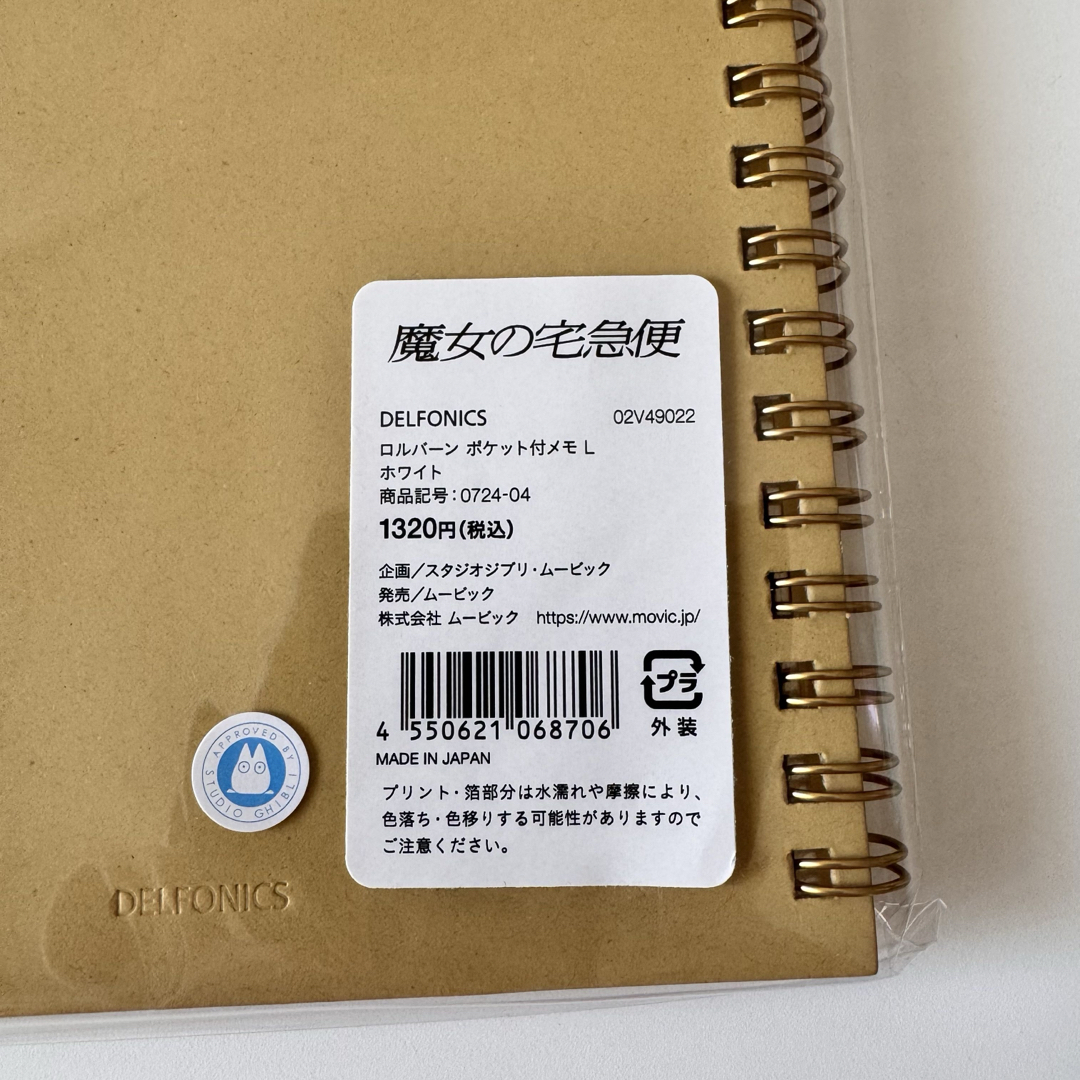 魔女の宅急便
DELFONICS 02V49022
ロルバーン ポケット付メモ L
ホワイト
商品記号:0724-04
1320円(税込)
企画/スタジオジブリ・ムービック
発売/ムービック
株式会社 ムービック https://www.movic.jp/
プラ
外装
4 550621 068706
MADE IN JAPAN
プリント・箔部分は水濡れや摩擦により、
色落ち・色移りする可能性がありますので
ご注意ください。
APPROVED BY
STUDIO GHIBLI
DELFONICS